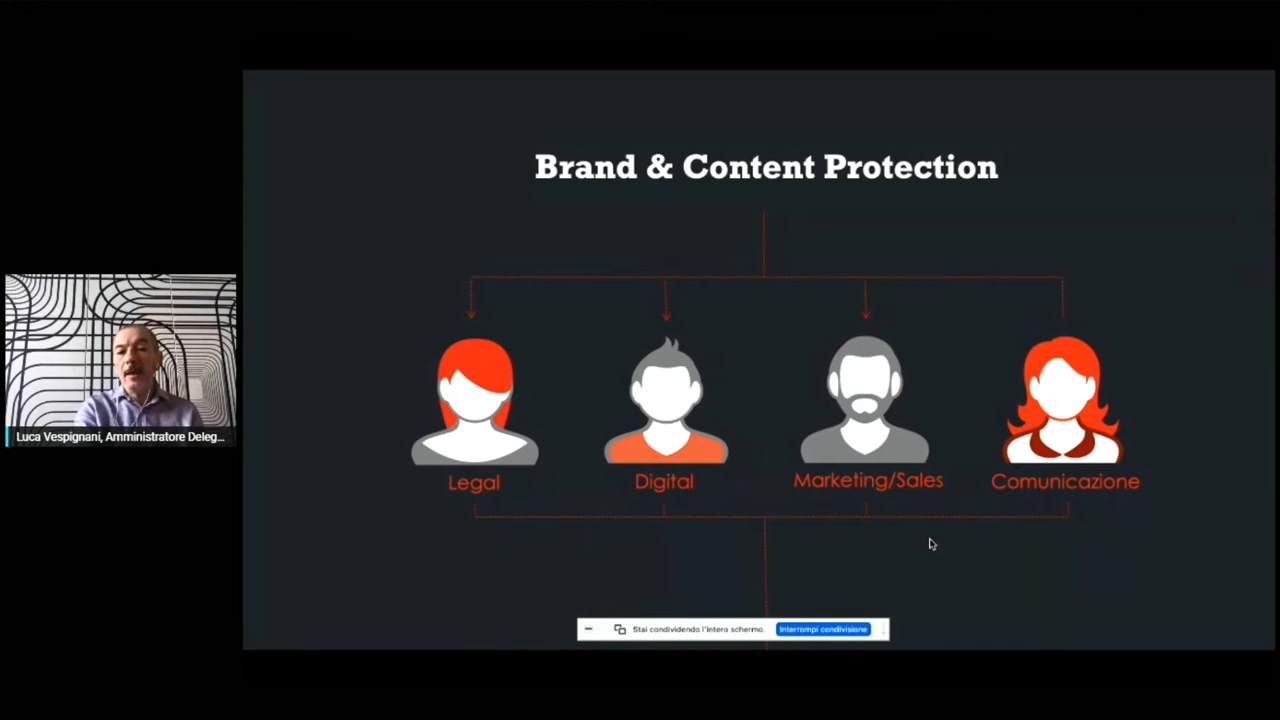 Brand & Content Protection
Legal
Digital
Marketing/Sales
Comunicazione
Luca Vespignani, Amministratore Deleg...
Stai condividendo l'intero schermo.
Interrompi condivisione